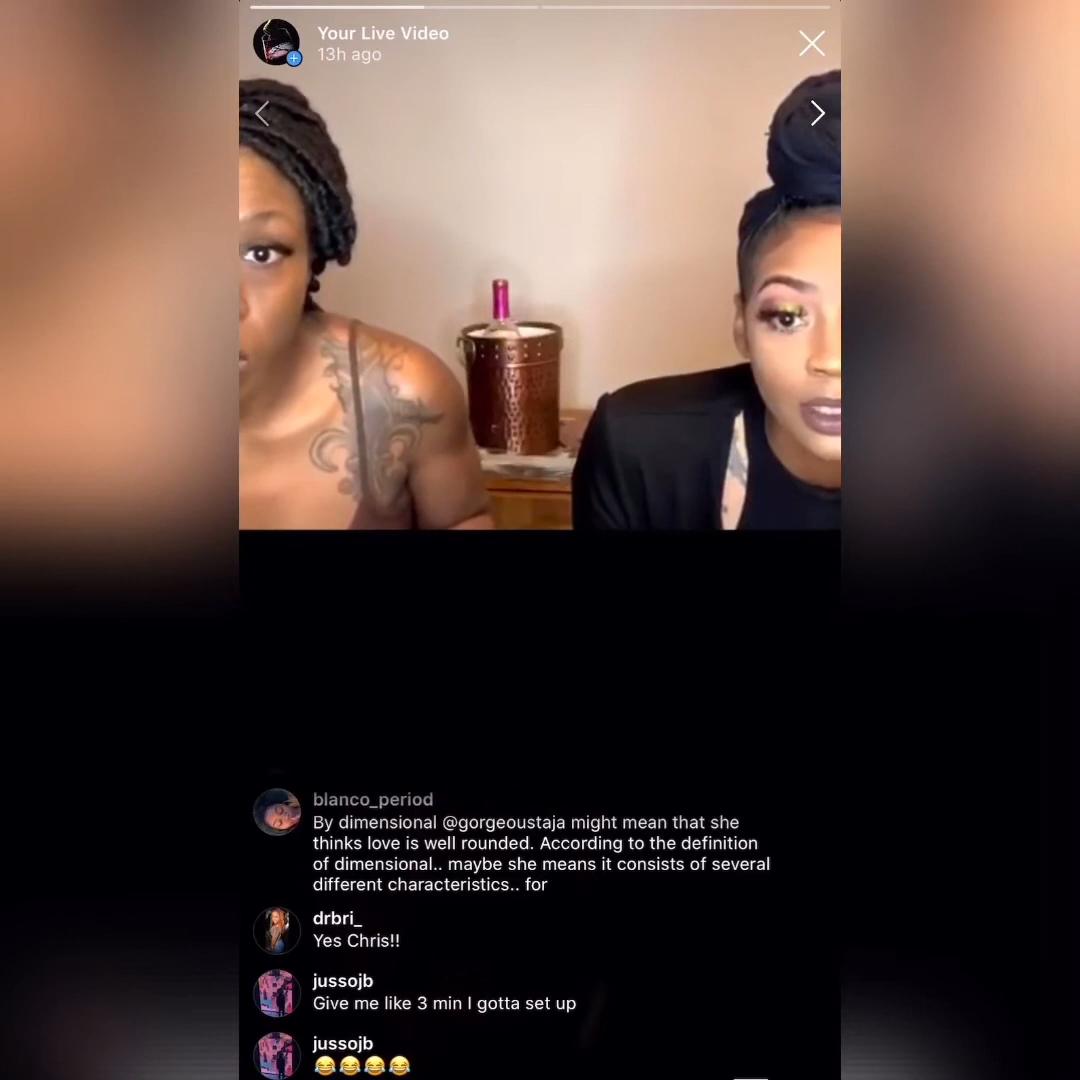 Your Live Video
13h ago
blanco_period
By dimensional @gorgeoustaja might mean that she
thinks love is well rounded. According to the definition
of dimensional.. maybe she means it consists of several
different characteristics.. for
drbri_
Yes Chris!!
jussojb
Give me like 3 min I gotta set up
jussojb
😂😂😂😂